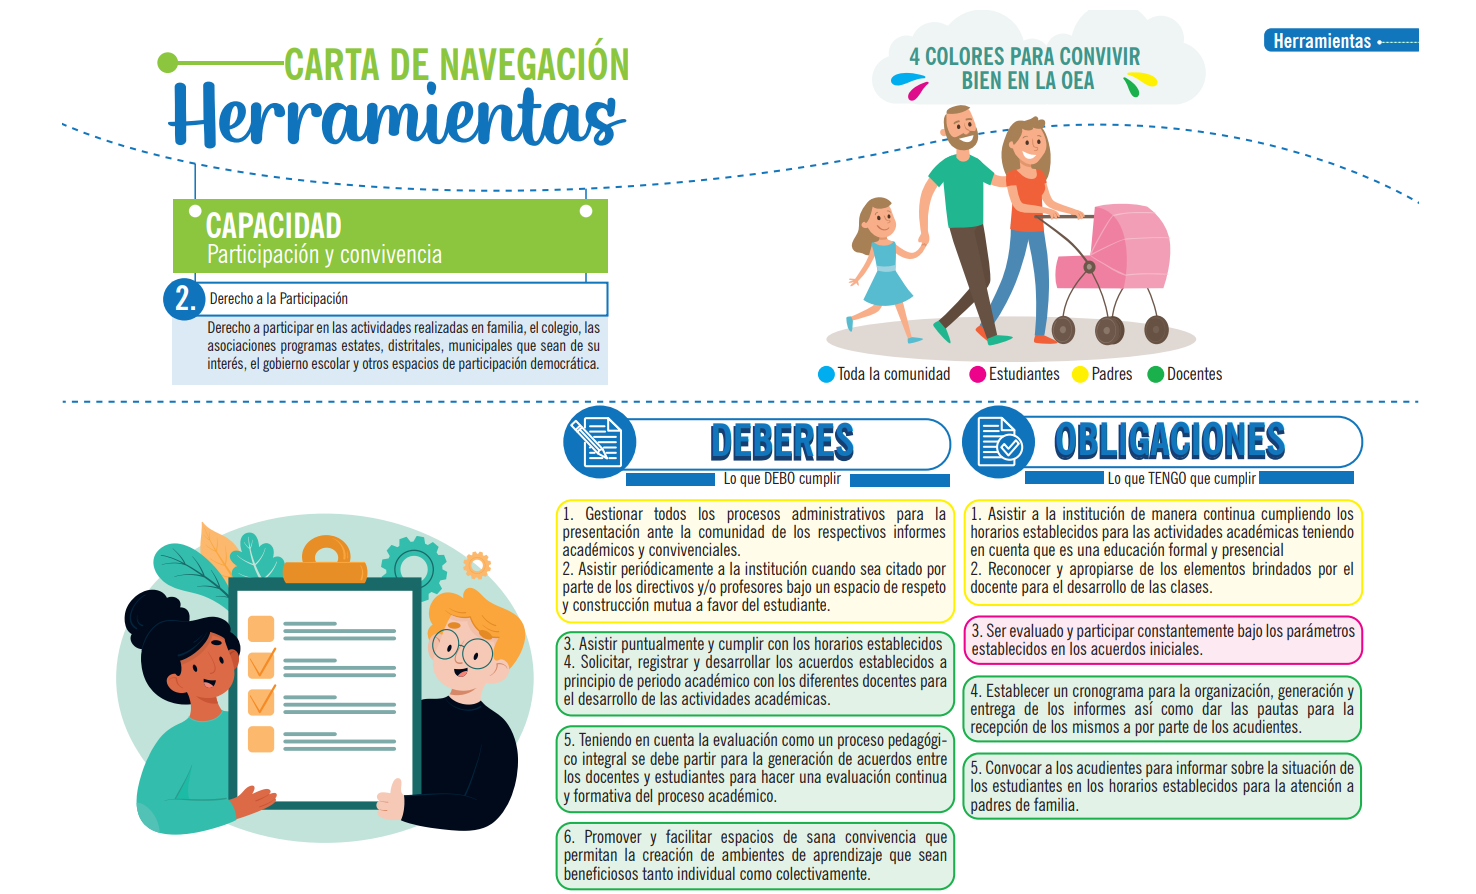 CARTA DE NAVEGACIÓN
Herramientas
4 COLORES PARA CONVIVIR
BIEN EN LA OEA
Herramientas
CAPACIDAD
Participación y convivencia
2. Derecho a la Participación
Derecho a participar en las actividades realizadas en familia, el colegio, las
asociaciones programas estates, distritales, municipales que sean de su
interés, el gobierno escolar y otros espacios de participación democrática.
Toda la comunidad Estudiantes Padres Docentes
DEBERES
Lo que DEBO cumplir
1. Gestionar todos los procesos administrativos para la
presentación ante la comunidad de los respectivos informes
académicos y convivenciales.
2. Asistir periódicamente a la institución cuando sea citado por
parte de los directivos y/o profesores bajo un espacio de respeto
y construcción mutua a favor del estudiante.
3. Asistir puntualmente y cumplir con los horarios establecidos
4. Solicitar, registrar y desarrollar los acuerdos establecidos a
principio de periodo académico con los diferentes docentes para
el desarrollo de las actividades académicas.
5. Teniendo en cuenta la evaluación como un proceso pedagógi-
co integral se debe partir para la generación de acuerdos entre
los docentes y estudiantes para hacer una evaluación continua
y formativa del proceso académico.
6. Promover y facilitar espacios de sana convivencia que
permitan la creación de ambientes de aprendizaje que sean
beneficiosos tanto individual como colectivamente.
OBLIGACIONES
Lo que TENGO que cumplir
1. Asistir a la institución de manera continua cumpliendo los
horarios establecidos para las actividades académicas teniendo
en cuenta que es una educación formal y presencial
2. Reconocer y apropiarse de los elementos brindados por el
docente para el desarrollo de las clases.
3. Ser evaluado y participar constantemente bajo los parámetros
establecidos en los acuerdos iniciales.
4. Establecer un cronograma para la organización, generación y
entrega de los informes así como dar las pautas para la
recepción de los mismos a por parte de los acudientes.
5. Convocar a los acudientes para informar sobre la situación de
los estudiantes en los horarios establecidos para la atención a
padres de familia.